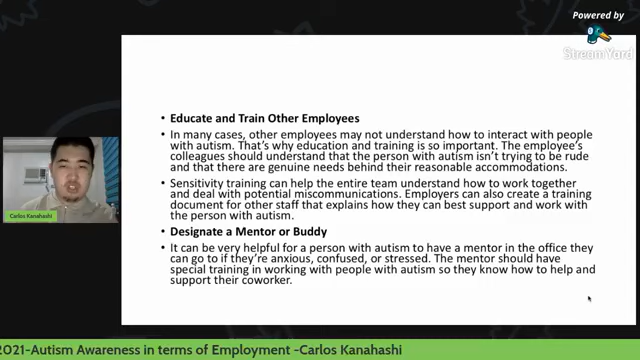 Powered by
StreamYard
• Educate and Train Other Employees
• In many cases, other employees may not understand how to interact with people
with autism. That's why education and training is so important. The employee's
colleagues should understand that the person with autism isn't trying to be rude
and that there are genuine needs behind their reasonable accommodations.
• Sensitivity training can help the entire team understand how to work together
and deal with potential miscommunications. Employers can also create a training
document for other staff that explains how they can best support and work with
the person with autism.
• Designate a Mentor or Buddy
• It can be very helpful for a person with autism to have a mentor in the office they
can go to if they're anxious, confused, or stressed. The mentor should have
special training in working with people with autism so they know how to help and
support their coworker.
Carlos Kanahashi
2021-Autism Awareness in terms of Employment -Carlos Kanahashi